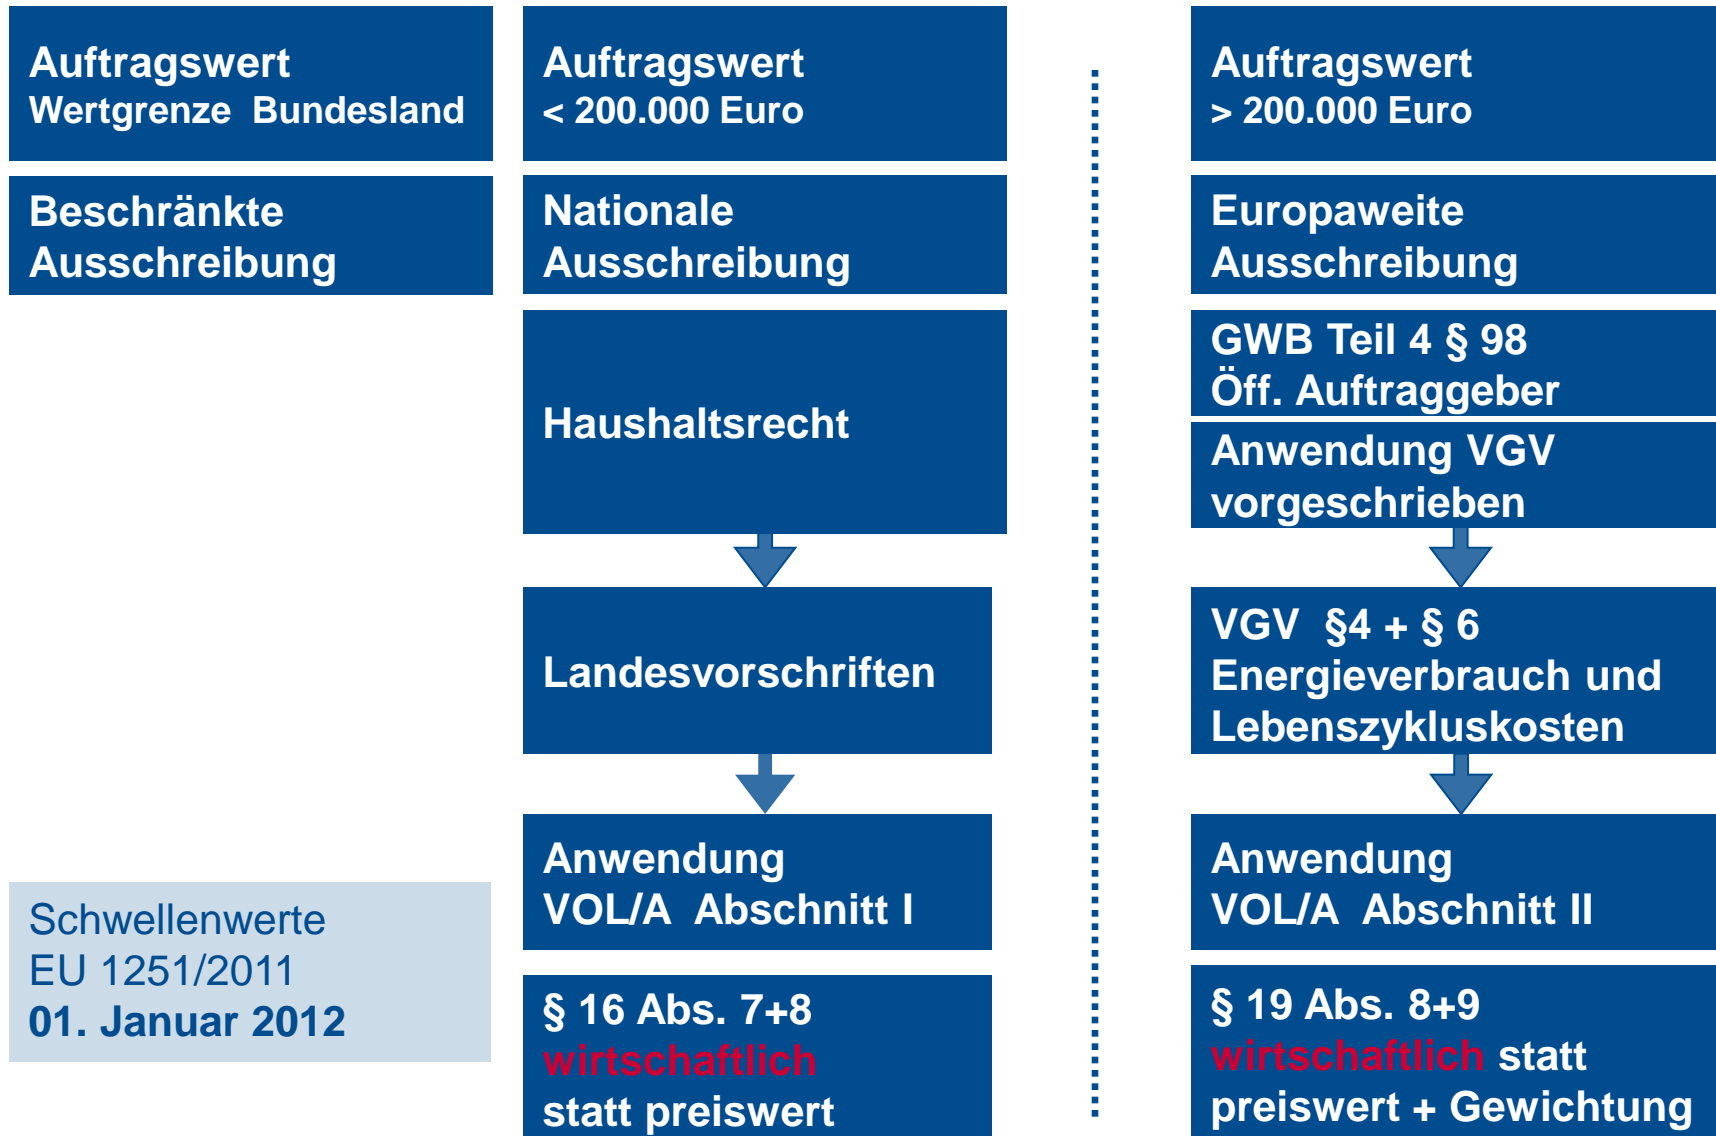 Auftragswert
Wertgrenze Bundesland
Beschränkte
Ausschreibung
Schwellenwerte
EU 1251/2011
01. Januar 2012
Auftragswert
< 200.000 Euro
Nationale
Ausschreibung
Haushaltsrecht
Landesvorschriften
Anwendung
VOL/A Abschnitt I
§ 16 Abs. 7+8
wirtschaftlich
statt preiswert
Auftragswert
> 200.000 Euro
Europaweite
Ausschreibung
GWB Teil 4 § 98
Öff. Auftraggeber
Anwendung VGV
vorgeschrieben
VGV §4 + § 6
Energieverbrauch und
Lebenszykluskosten
Anwendung
VOL/A Abschnitt II
§ 19 Abs. 8+9
wirtschaftlich statt
preiswert + Gewichtung